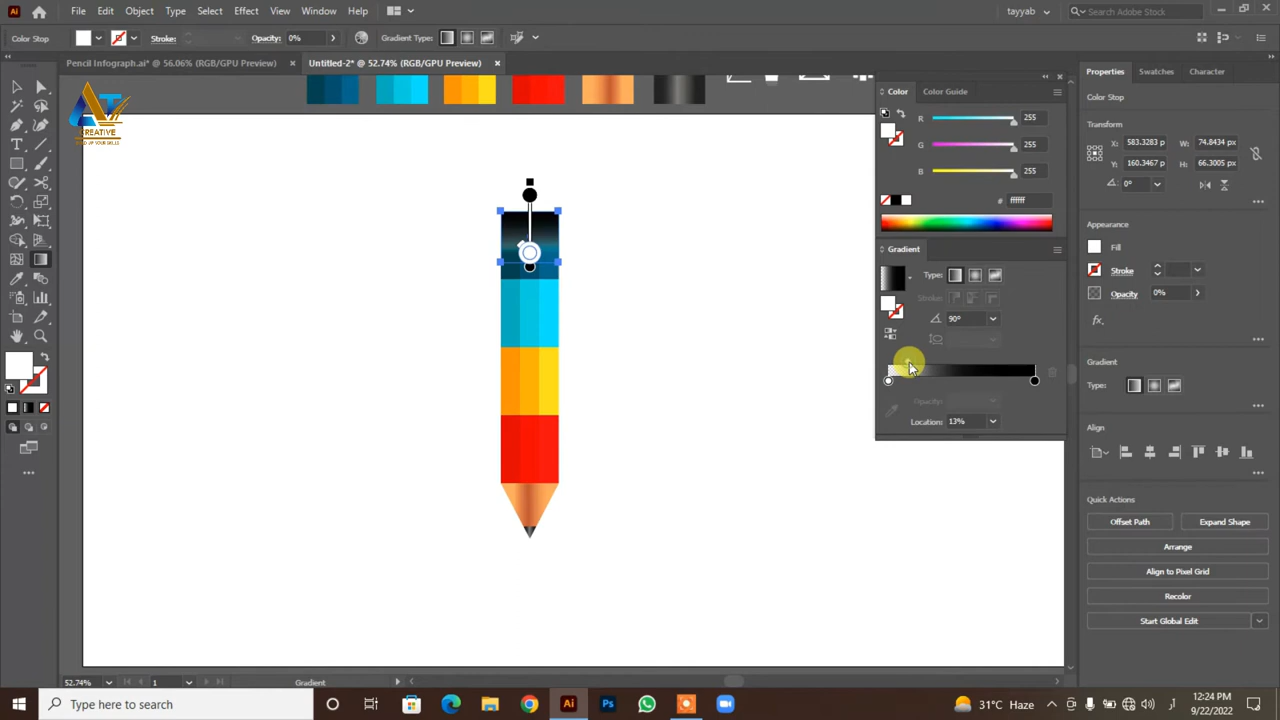 Ai File Edit Object Type Select Effect View Window Help tayyab Search Adobe Stock
Color Stop Stroke: Opacity: 0% Gradient Type:
Pencil Infograph.ai* @ 56.06% (RGB/GPU Preview) × Untitled-2* @ 52.74% (RGB/GPU Preview) ×
Properties Swatches Character
Color Color Guide
Color Stop
R 255
G 255
B 255
# ffffff
Transform
X: 583.3283 p W: 74.8434 px
Y: 160.3467 p H: 66.3005 px
0°
Appearance
Fill
Stroke
Opacity 0%
fx.
Gradient
Type:
Stroke:
90°
Opacity:
Location: 13%
Gradient
Type:
Align
Quick Actions
Offset Path Expand Shape
Arrange
Align to Pixel Grid
Recolor
Start Global Edit
CREATIVE
52.74% 1 Gradient
Type here to search
Ai Ps
31°C Haze
12:24 PM
9/22/2022